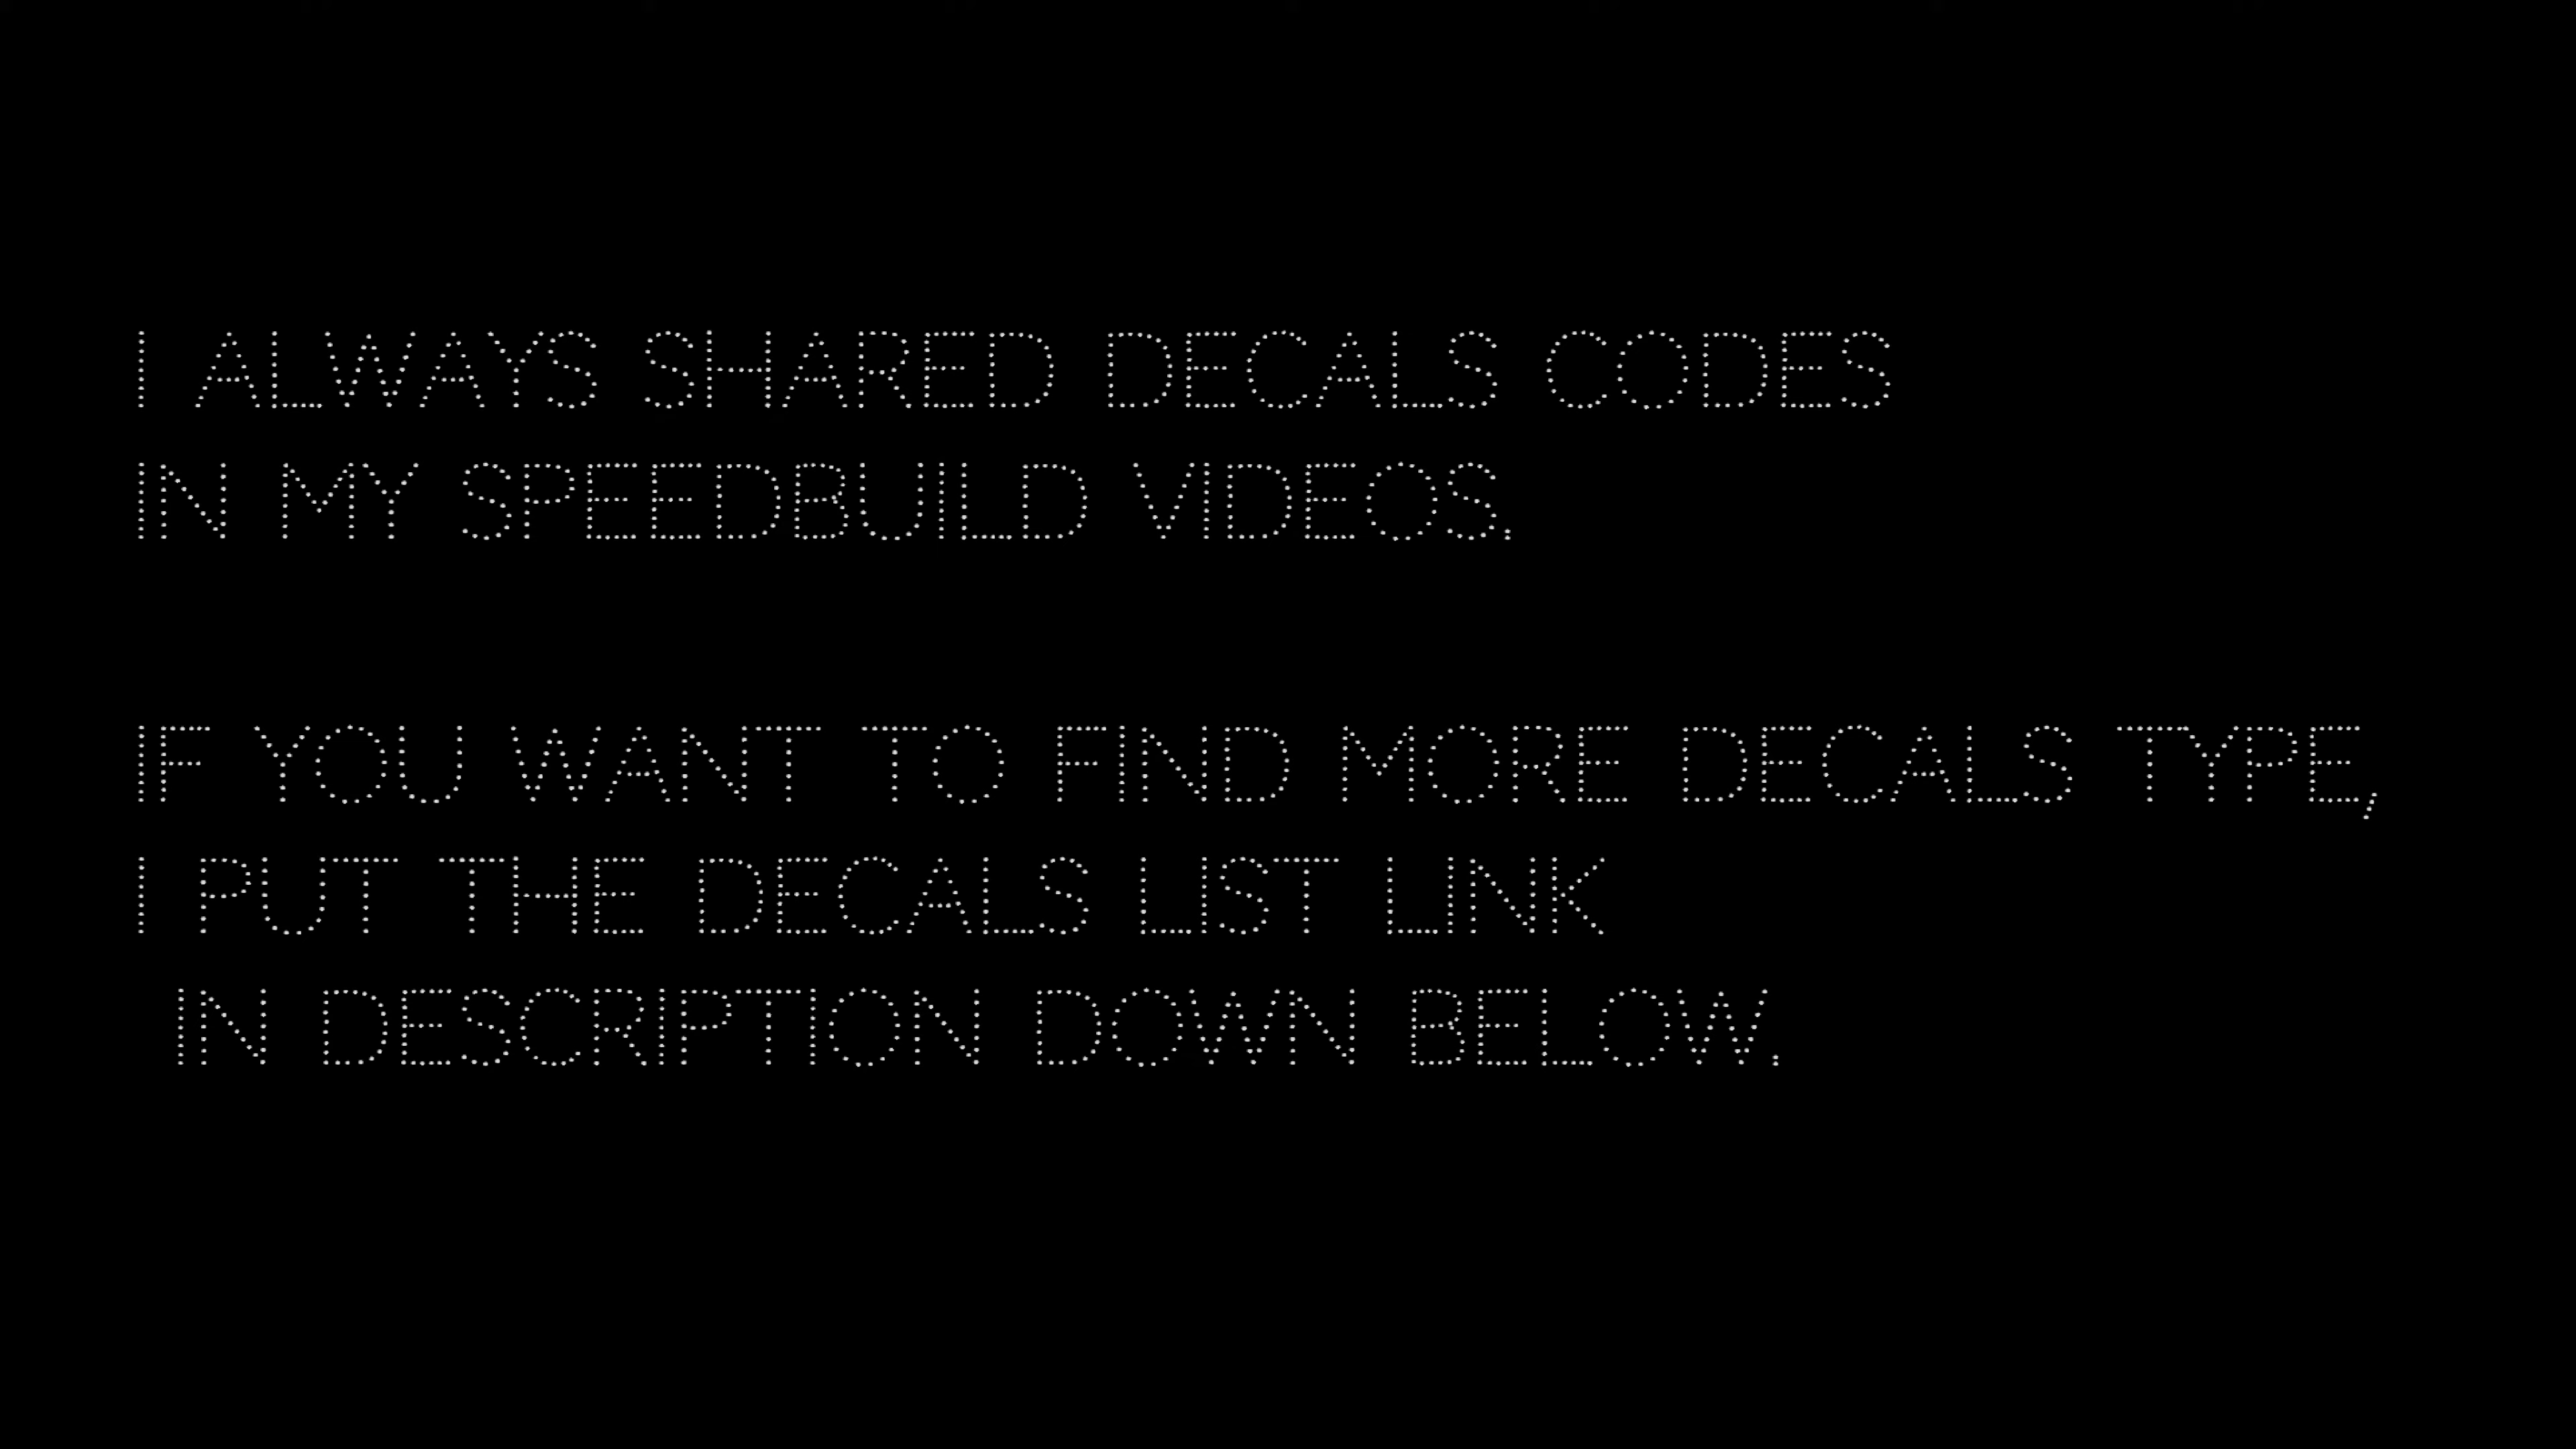 I ALWAYS SHARED DECALS CODES
IN MY SPEEDBUILD VIDEOS.
IF YOU WANT TO FIND MORE DECALS TYPE,
I PUT THE DECALS LIST LINK
IN DESCRIPTION DOWN BELOW.